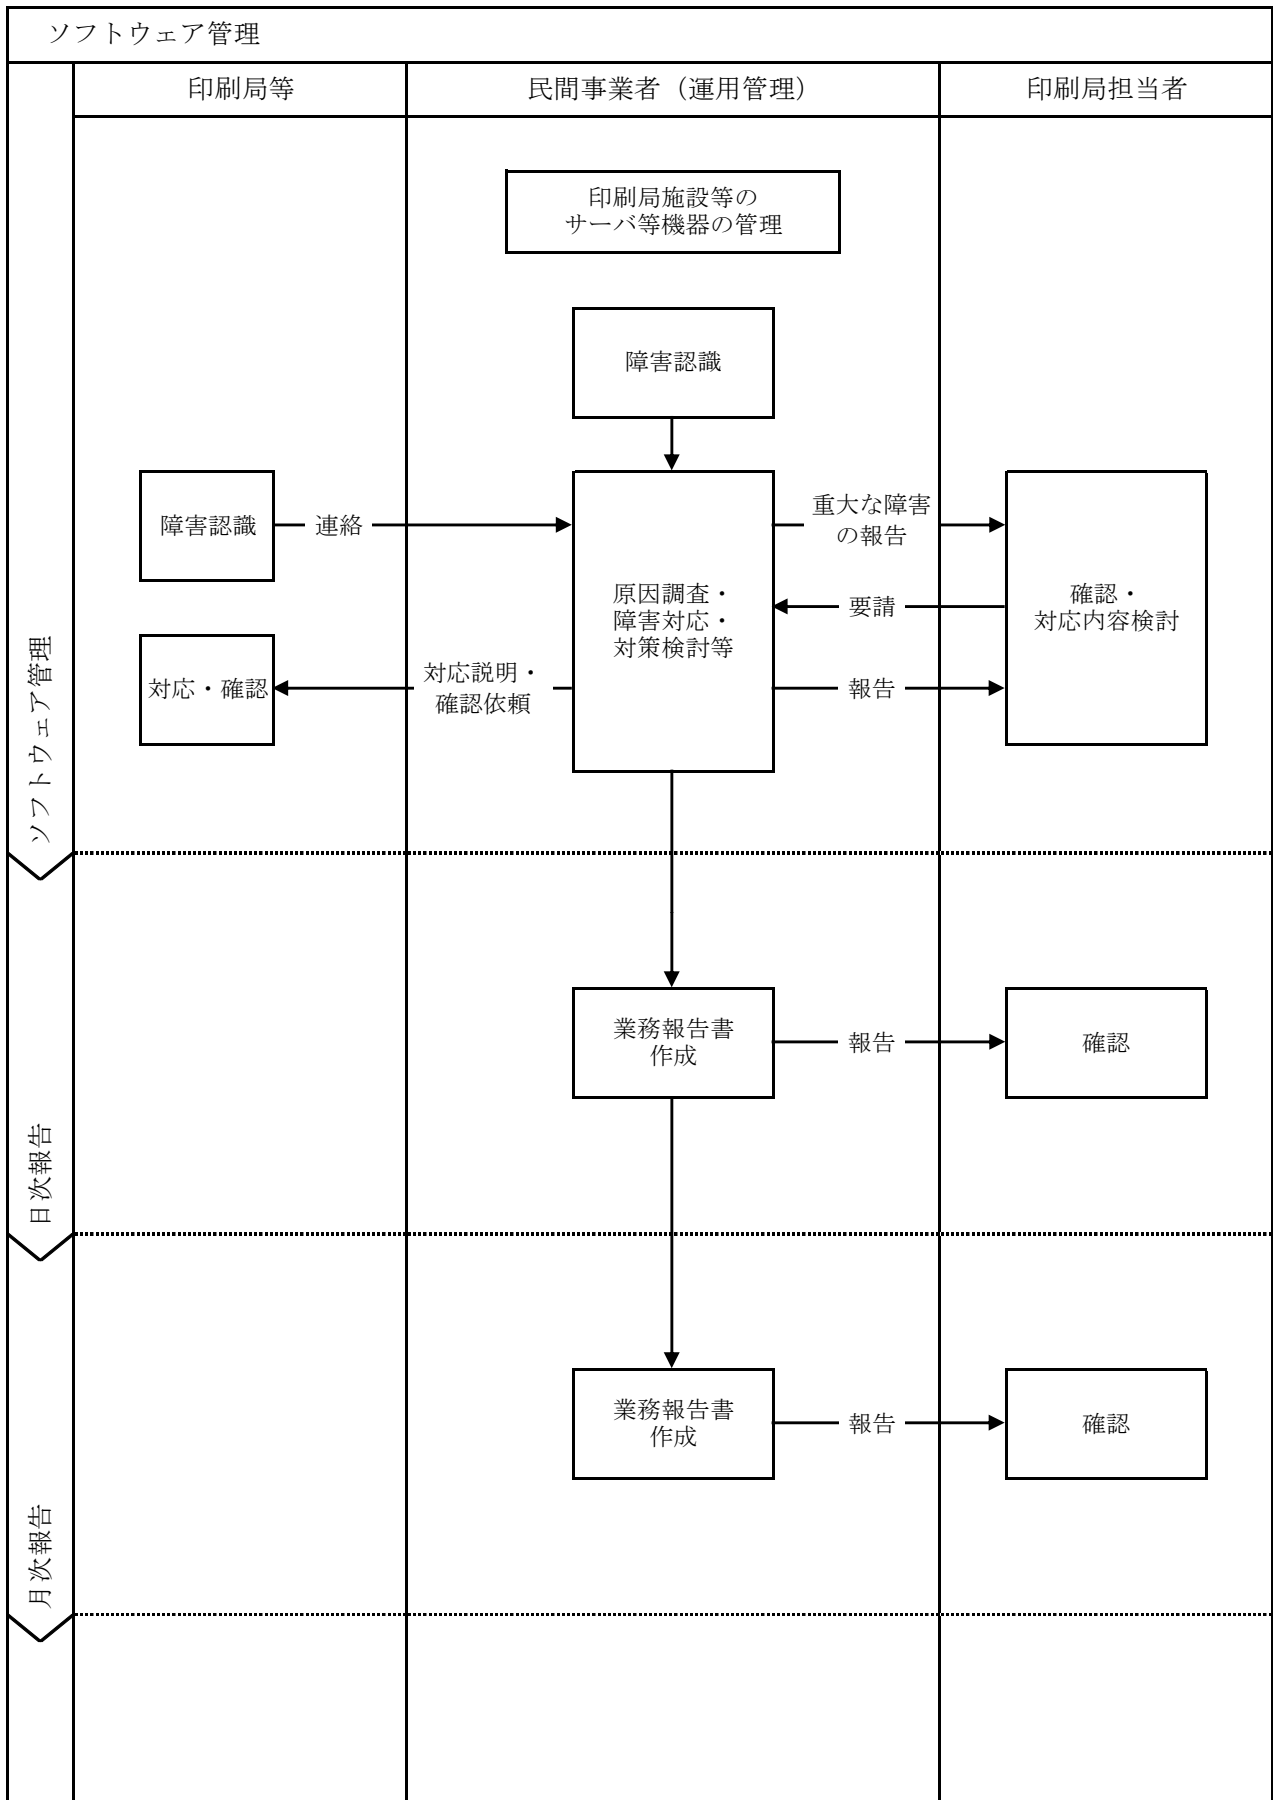 ソフトウェア管理
印刷局等
民間事業者（運用管理）
印刷局担当者
印刷局施設等の
サーバ等機器の管理
障害認識
障害認識
連絡
重大な障害
の報告
原因調査・
障害対応・
対策検討等
確認・
対応内容検討
要請
対応・確認
対応説明・
確認依頼
報告
ソフトウェア管理
業務報告書
作成
報告
確認
日次報告
業務報告書
作成
報告
確認
月次報告